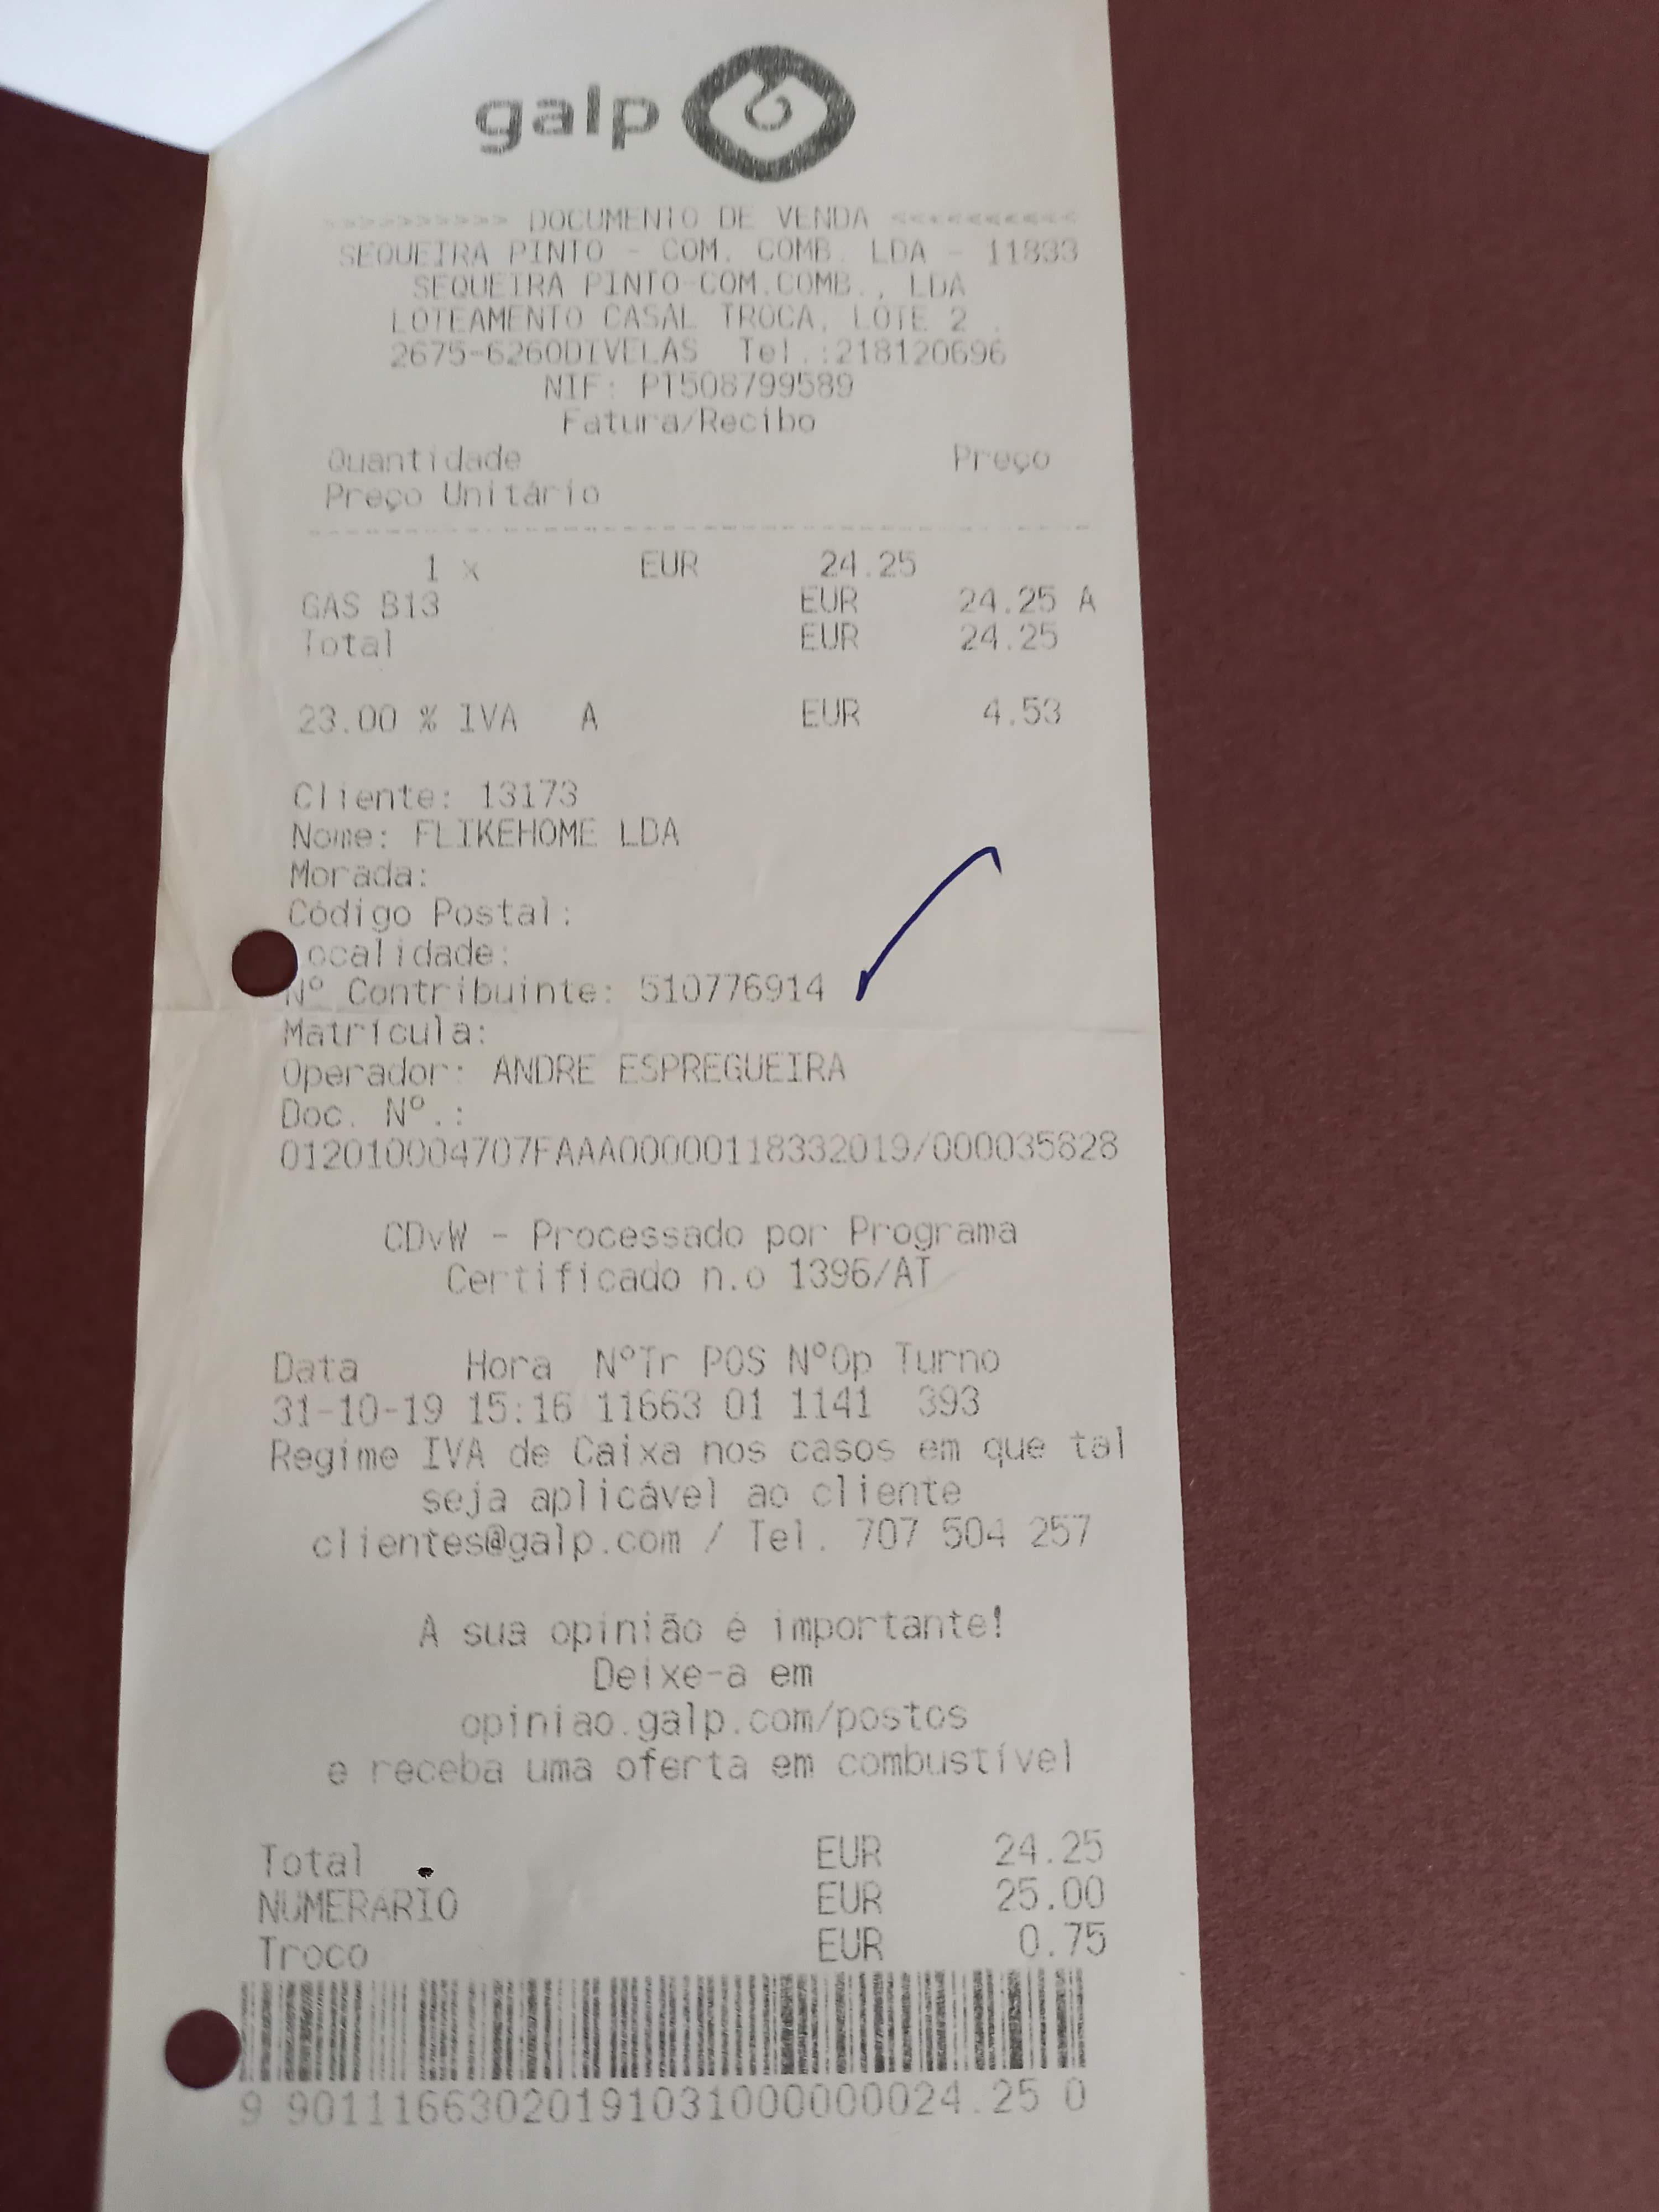 galp
>>>>>>>>>> DOCUMENTO DE VENDA <<<<<<<<<<
SEQUEIRA PINTO - COM. COMB. LDA - 11833
SEQUEIRA PINTO-COM.COMB., LDA
LOTEAMENTO CASAL TROCA, LOTE 2 .
2675-626ODIVELAS Tel.:218120696
NIF: PT508799589
Fatura/Recibo
Quantidade Preço
Preço Unitário
----------------------------------------
1 x EUR 24.25
GAS B13 EUR 24.25 A
Total EUR 24.25
23.00 % IVA A EUR 4.53
Cliente: 13173
Nome: FLIKEHOME LDA
Morada:
Código Postal:
ocalidade:
Nº Contribuinte: 510776914
Matrícula:
Operador: ANDRE ESPREGUEIRA
Doc. Nº.:
012010004707FAAA00000118332019/000035828
CDvW - Processado por Programa
Certificado n.o 1396/AT
Data Hora NºTr POS NºOp Turno
31-10-19 15:16 11663 01 1141 393
Regime IVA de Caixa nos casos em que tal
seja aplicável ao cliente
clientes@galp.com / Tel. 707 504 257
A sua opinião é importante!
Deixe-a em
opiniao.galp.com/postos
e receba uma oferta em combustível
Total EUR 24.25
NUMERÁRIO EUR 25.00
Troco EUR 0.75
9 901116630201910310000000024.25 0